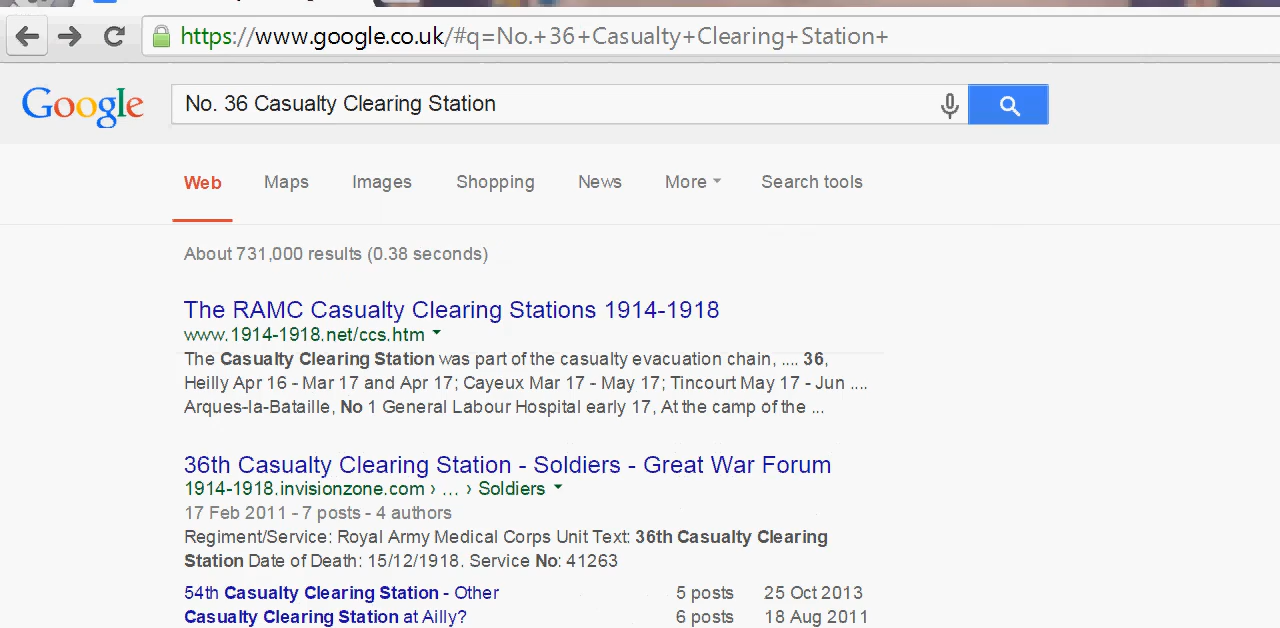 https://www.google.co.uk/#q=No.+36+Casualty+Clearing+Station+
Google
No. 36 Casualty Clearing Station
Web Maps Images Shopping News More Search tools
About 731,000 results (0.38 seconds)
The RAMC Casualty Clearing Stations 1914-1918
www.1914-1918.net/ccs.htm
The Casualty Clearing Station was part of the casualty evacuation chain, .... 36,
Heilly Apr 16 - Mar 17 and Apr 17; Cayeux Mar 17 - May 17; Tincourt May 17 - Jun ....
Arques-la-Bataille, No 1 General Labour Hospital early 17, At the camp of the ...
36th Casualty Clearing Station - Soldiers - Great War Forum
1914-1918.invisionzone.com › ... › Soldiers
17 Feb 2011 - 7 posts - 4 authors
Regiment/Service: Royal Army Medical Corps Unit Text: 36th Casualty Clearing
Station Date of Death: 15/12/1918. Service No: 41263
54th Casualty Clearing Station - Other 5 posts 25 Oct 2013
Casualty Clearing Station at Ailly? 6 posts 18 Aug 2011